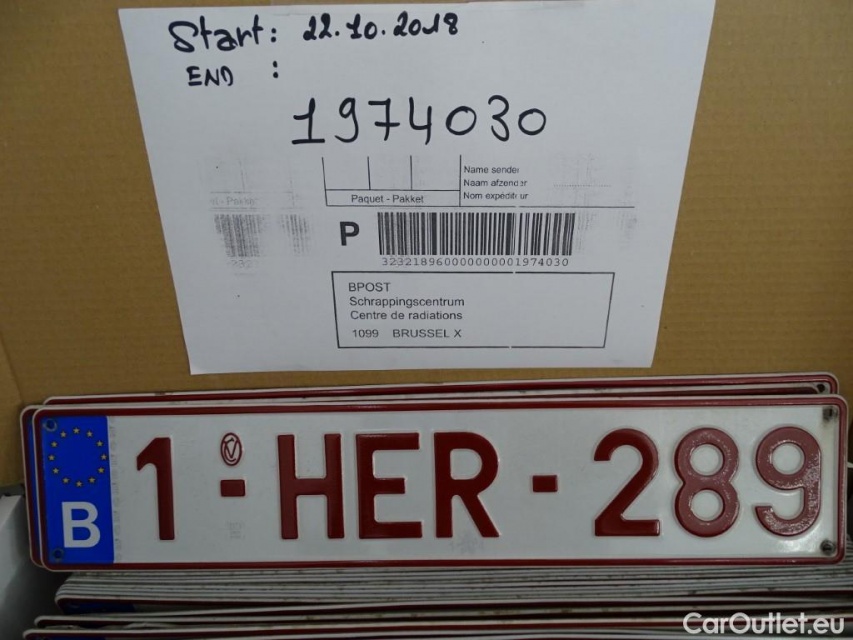 Start: 22.10.2018
END :
1974030
Name sender
Naam afzender
Nom expéditeur
Paquet - Pakket
P
3232189600000000001974030
BPOST
Schrappingscentrum
Centre de radiations
1099 BRUSSEL X
B 1-HER-289
CarOutlet.eu